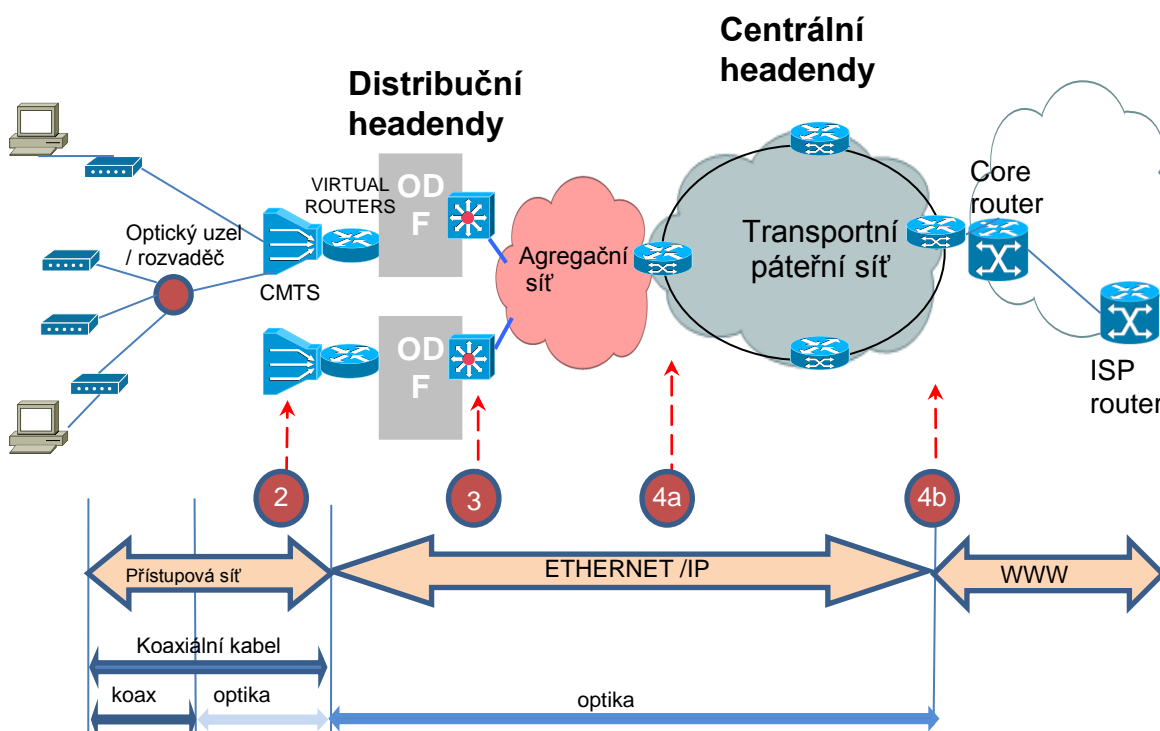 Centrální
headendy
Distribuční
headendy
Core
router
VIRTUAL
ROUTERS
OD
F
Optický uzel
/ rozvaděč
CMTS
Agregační
síť
Transportní
páteřní síť
OD
F
ISP
router
2
3
4a
4b
Přístupová síť
ETHERNET /IP
WWW
Koaxiální kabel
koax
optika
optika